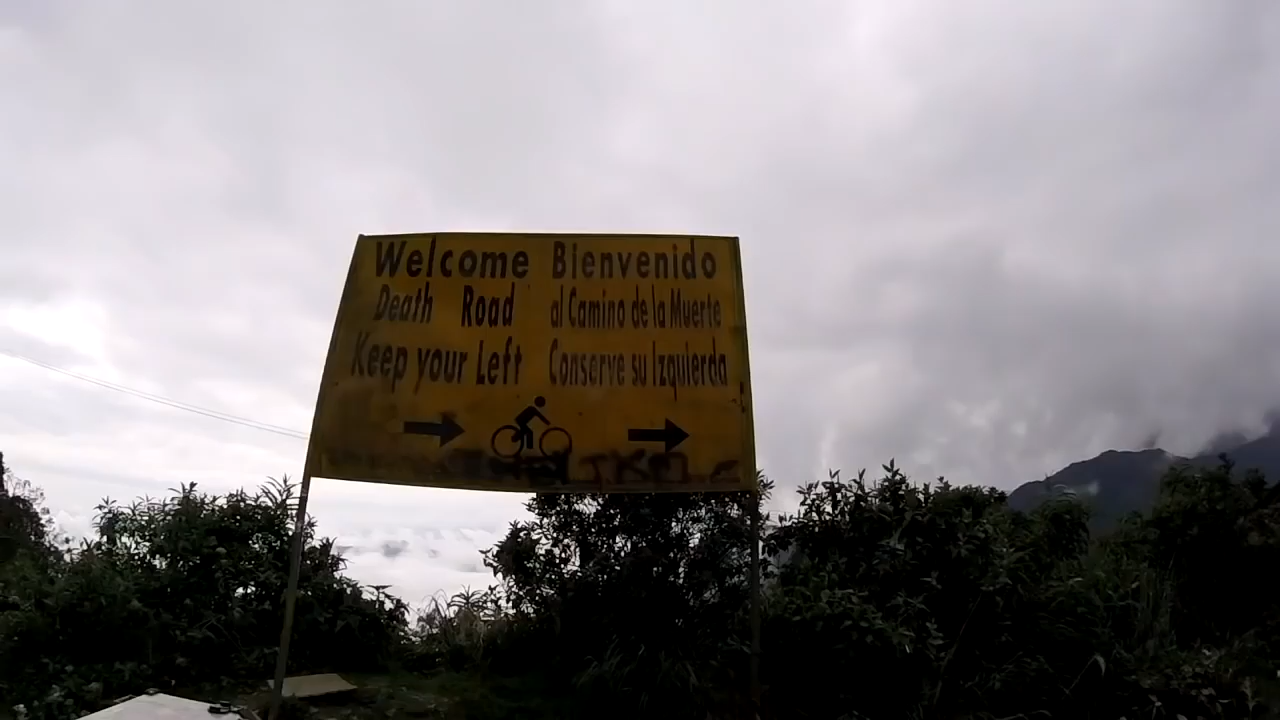 Welcome Bienvenido
Death Road al Camino de la Muerte
Keep your Left Conserve su Izquierda